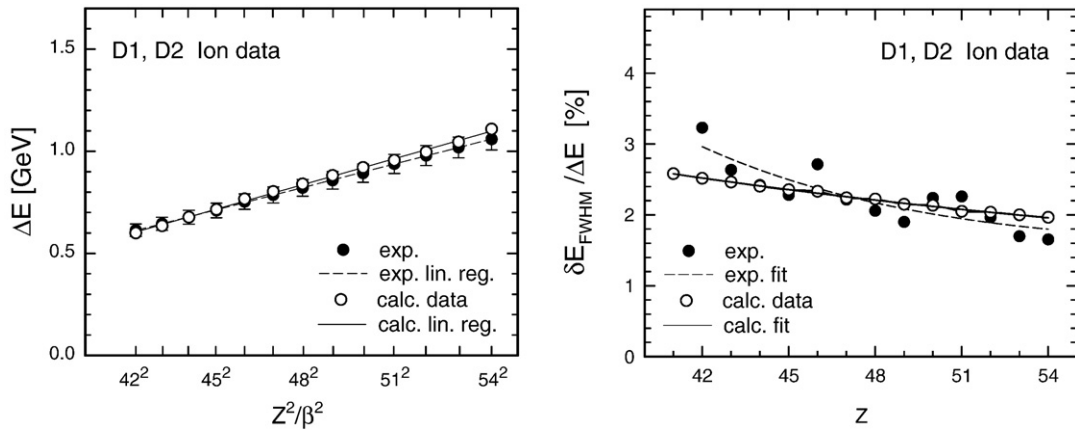 D1, D2 Ion data
ΔE [GeV]
1.5
1.0
0.5
0.0
exp.
exp. lin. reg.
calc. data
calc. lin. reg.
42² 45² 48² 51² 54²
Z²/β²
D1, D2 Ion data
δE_FWHM/ΔE [%]
4
3
2
1
0
exp.
exp. fit
calc. data
calc. fit
42 45 48 51 54
Z